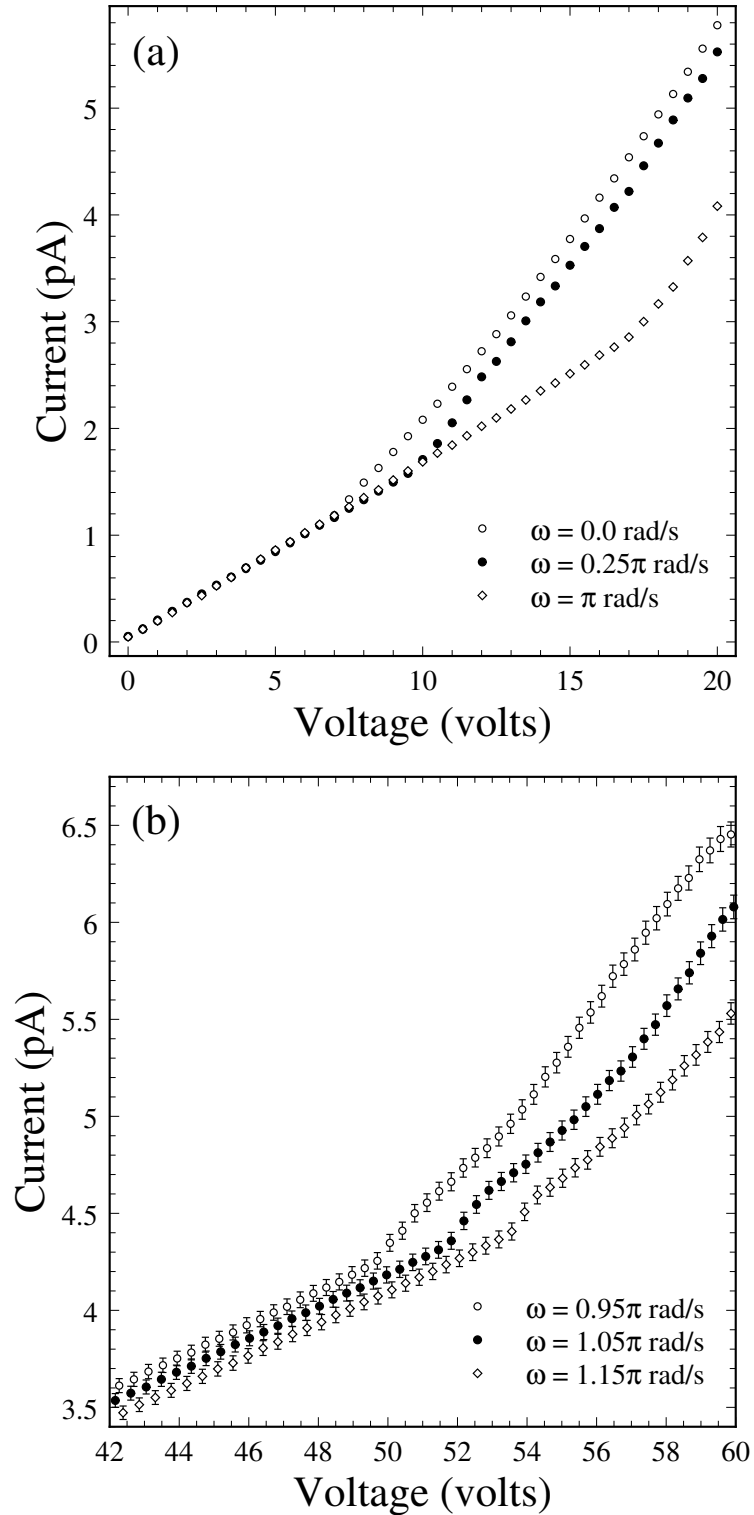 (a)
5
4
3
2
1
0
Current (pA)
ω = 0.0 rad/s
ω = 0.25π rad/s
ω = π rad/s
0 5 10 15 20
Voltage (volts)
(b)
6.5
6
5.5
5
4.5
4
3.5
Current (pA)
ω = 0.95π rad/s
ω = 1.05π rad/s
ω = 1.15π rad/s
42 44 46 48 50 52 54 56 58 60
Voltage (volts)